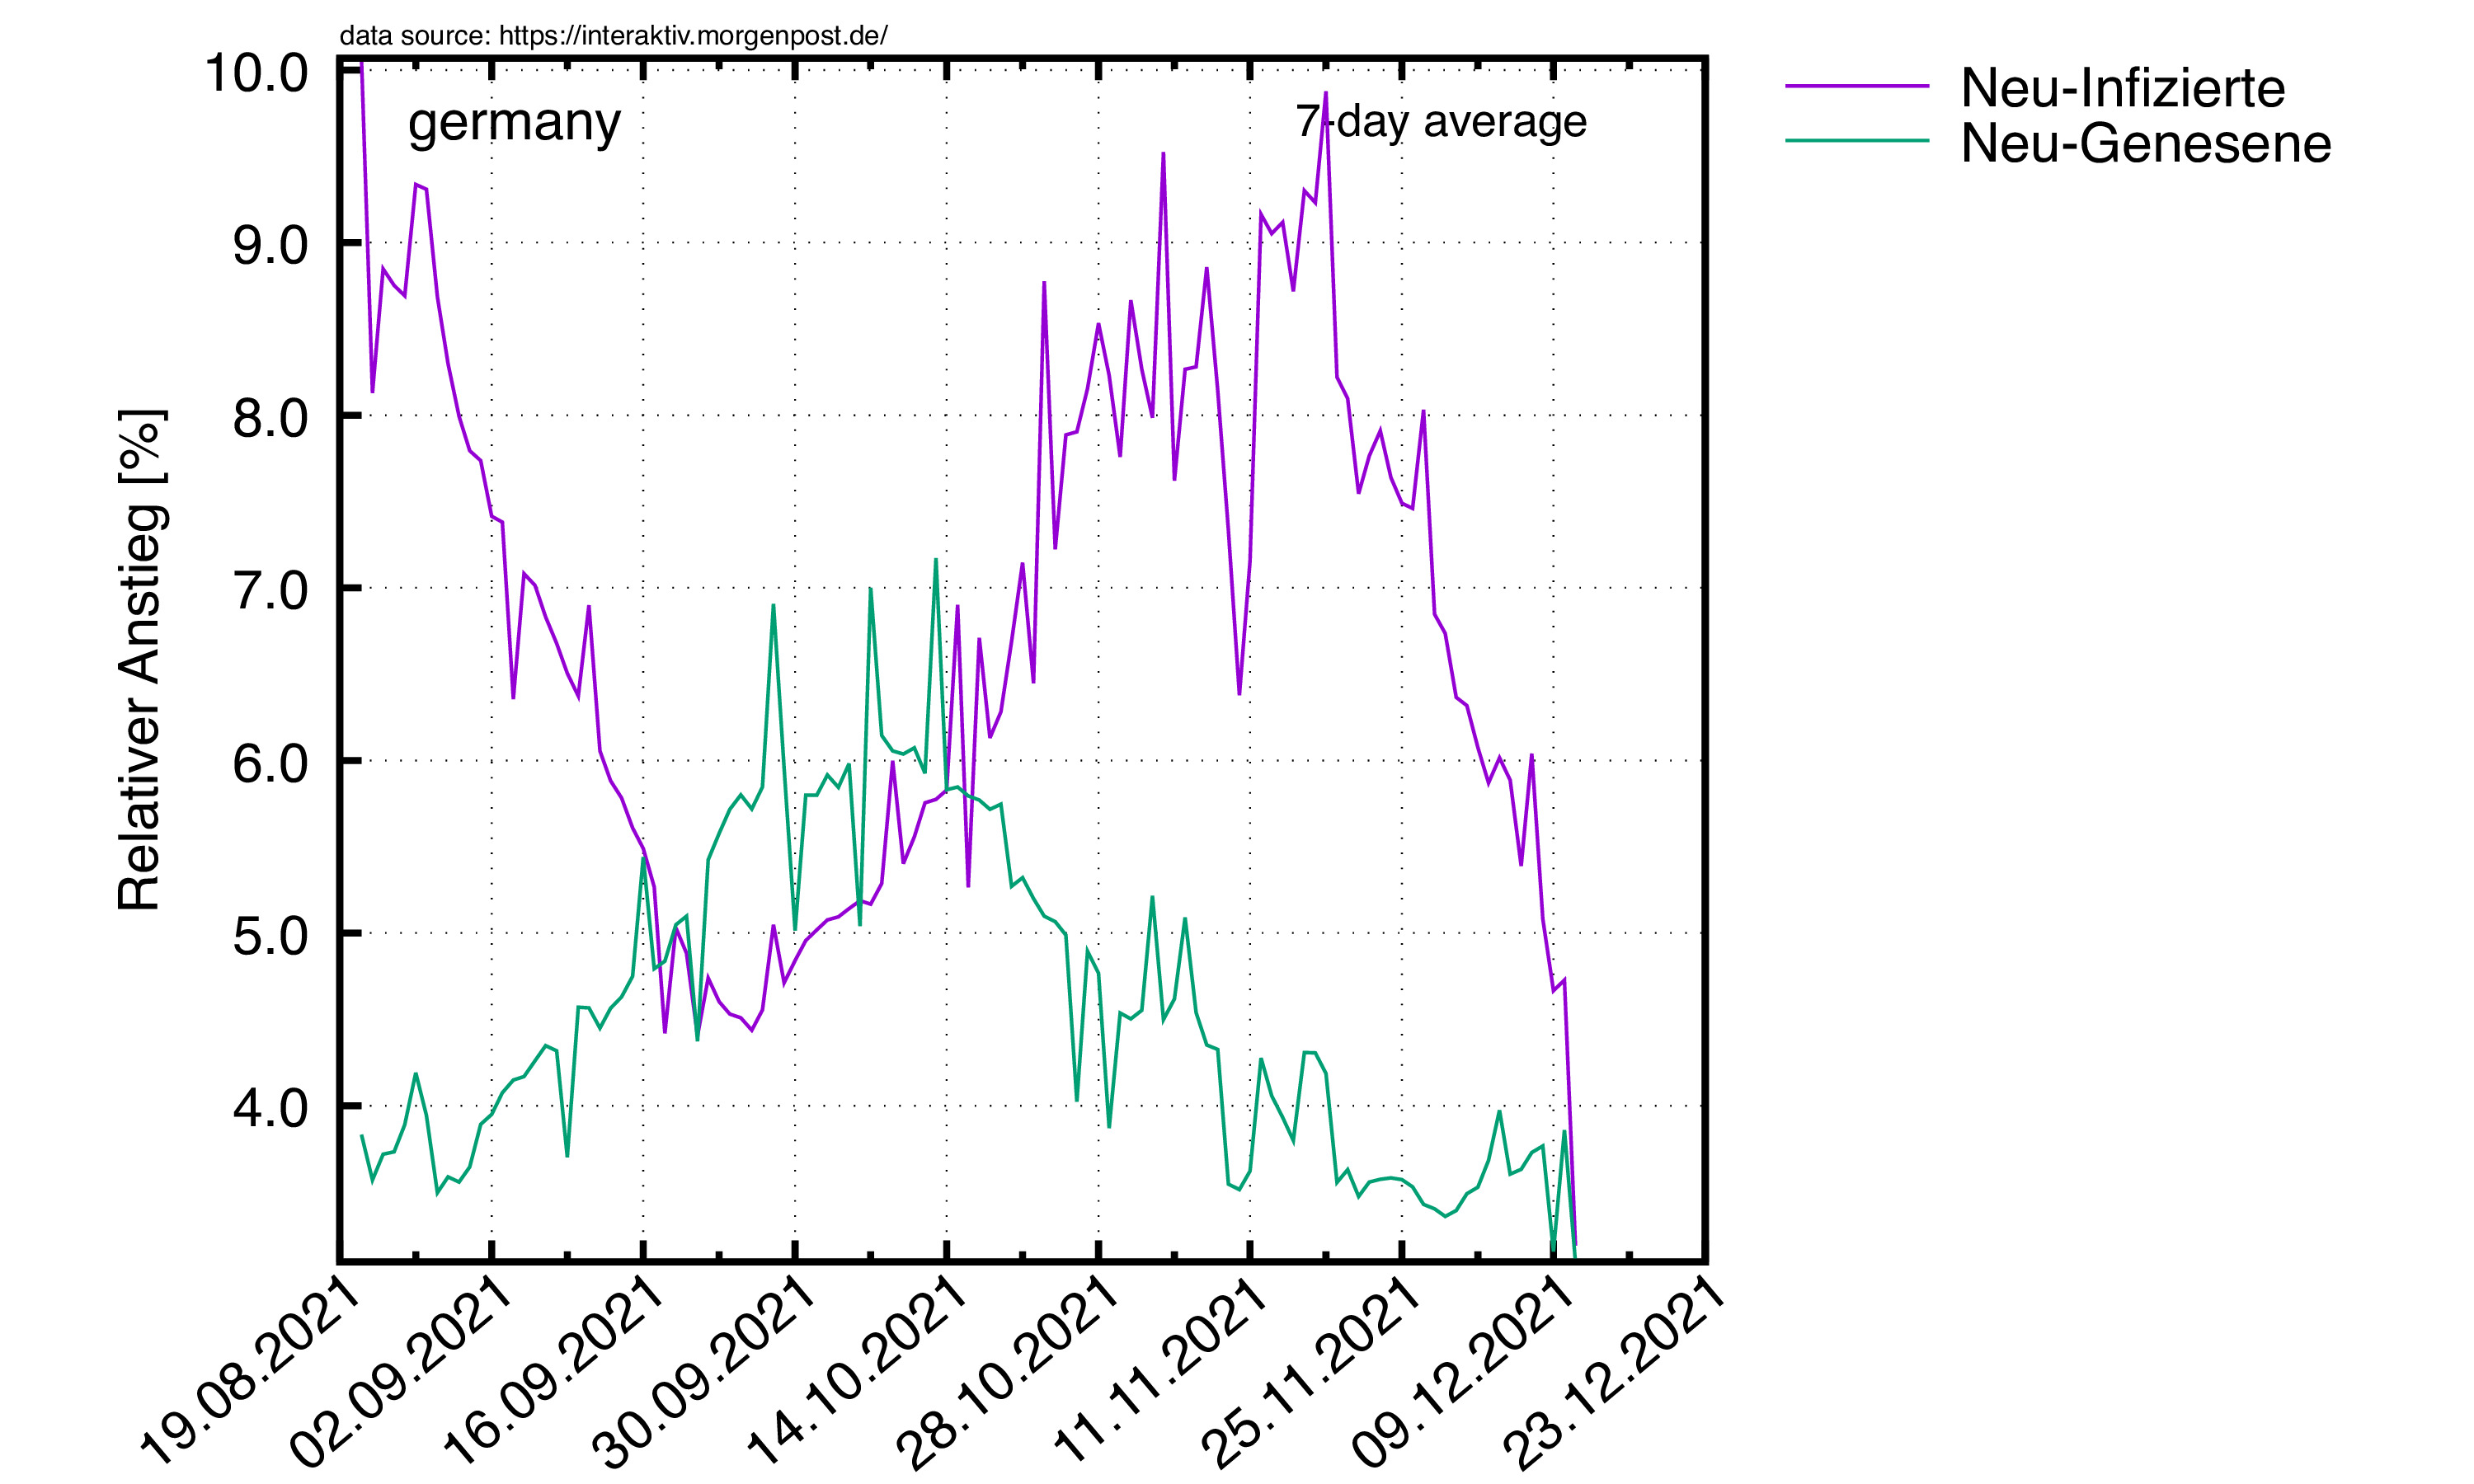 data source: https://interaktiv.morgenpost.de/
germany
7-day average
Neu-Infizierte
Neu-Genesene
Relativer Anstieg [%]
10.0
9.0
8.0
7.0
6.0
5.0
4.0
19.08.2021
02.09.2021
16.09.2021
30.09.2021
14.10.2021
28.10.2021
11.11.2021
25.11.2021
09.12.2021
23.12.2021